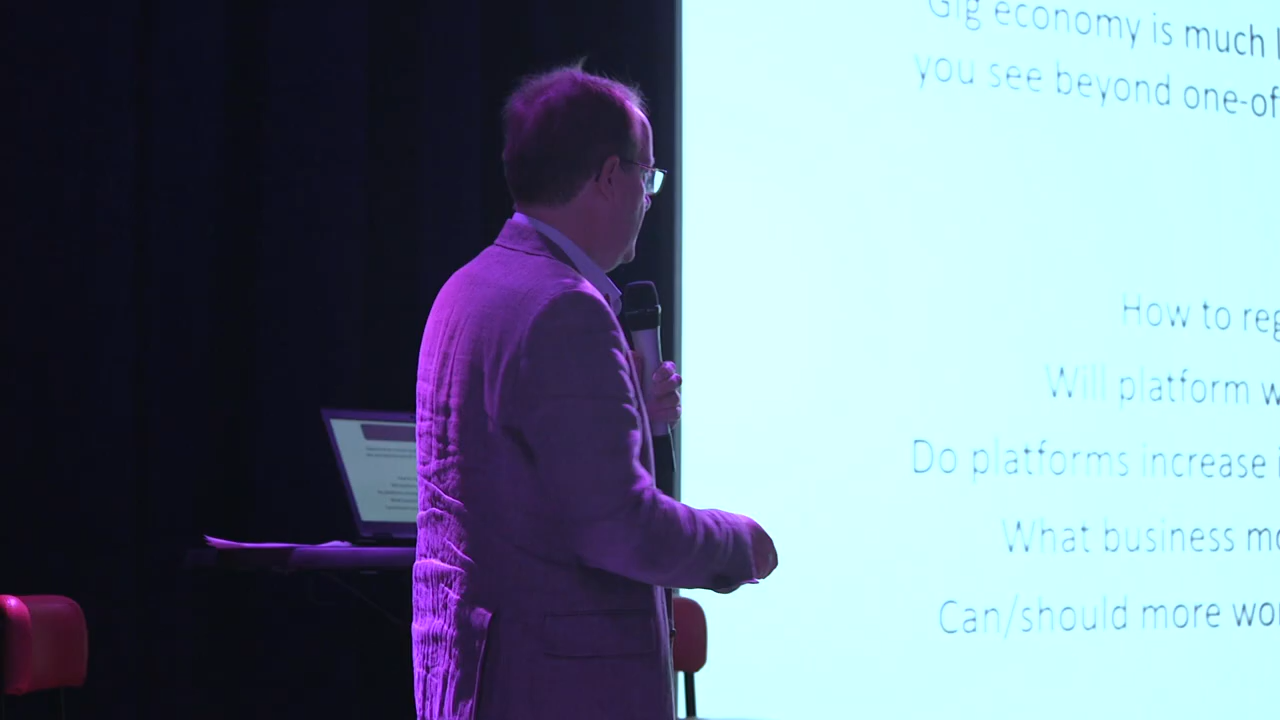 Gig economy is much
you see beyond one-of
How to reg
Will platform w
Do platforms increase
What business mo
Can/should more wor